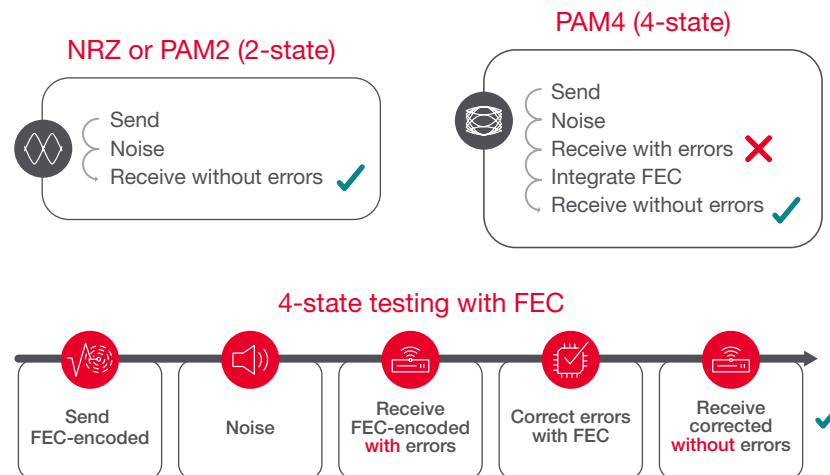 NRZ or PAM2 (2-state)
Send
Noise
Receive without errors
PAM4 (4-state)
Send
Noise
Receive with errors
Integrate FEC
Receive without errors
4-state testing with FEC
Send
FEC-encoded
Noise
Receive
FEC-encoded
with errors
Correct errors
with FEC
Receive
corrected
without errors